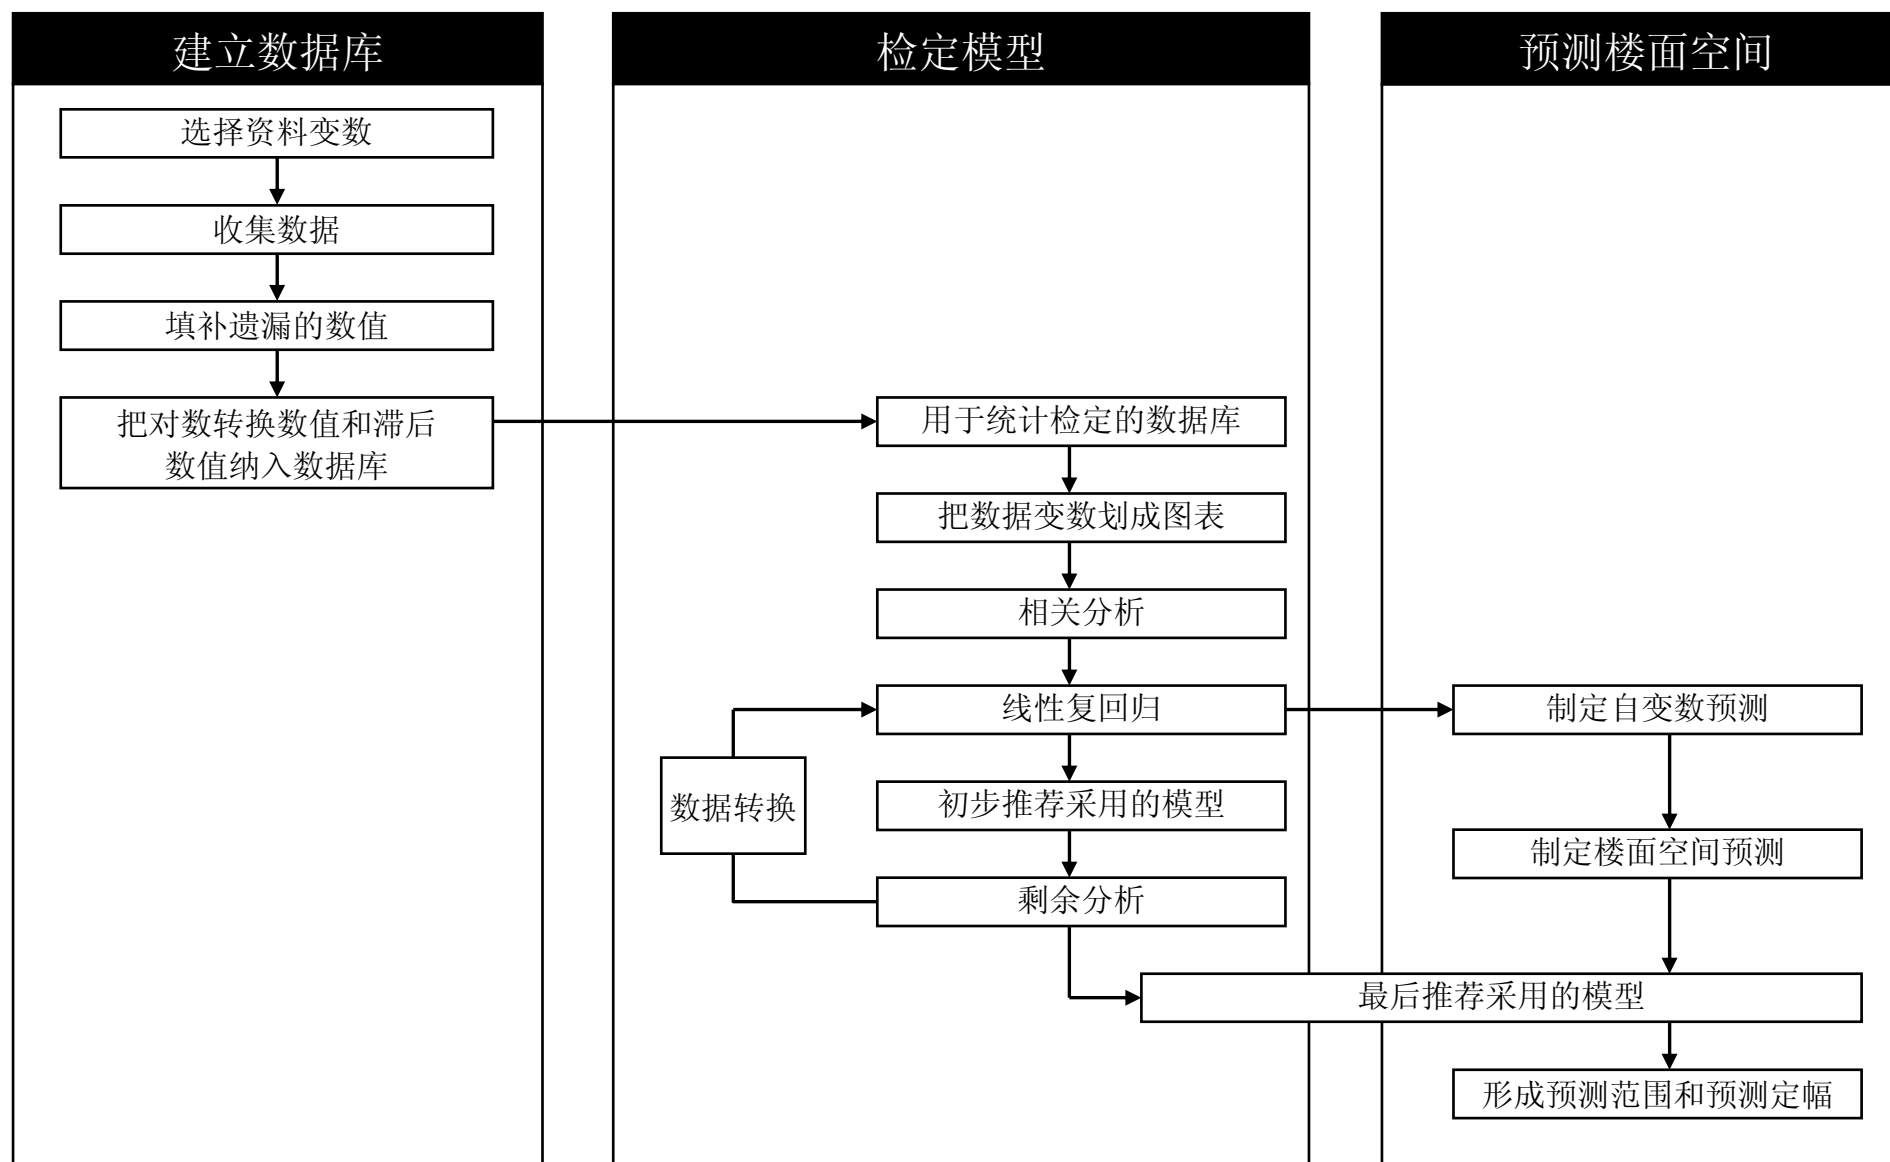 建立数据库
选择资料变数
收集数据
填补遗漏的数值
把对数转换数值和滞后
数值纳入数据库
检定模型
用于统计检定的数据库
把数据变数划成图表
相关分析
线性复回归
数据转换
初步推荐采用的模型
剩余分析
预测楼面空间
制定自变数预测
制定楼面空间预测
最后推荐采用的模型
形成预测范围和预测定幅